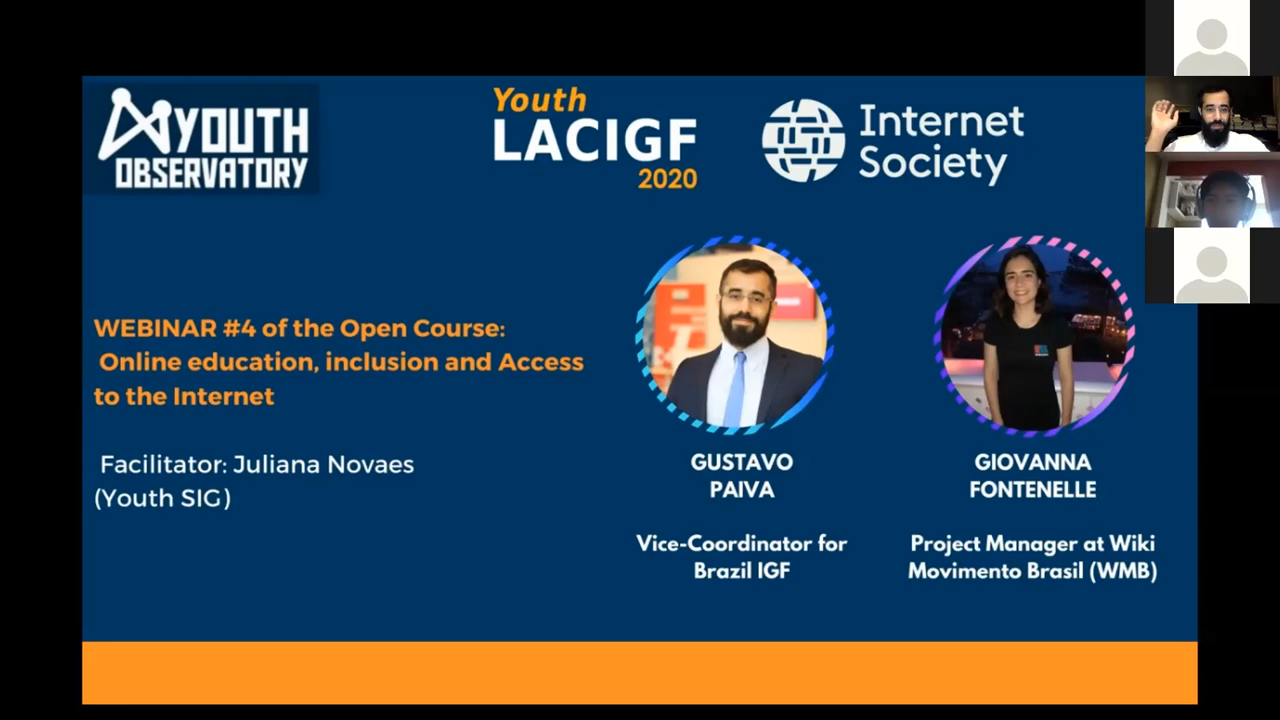 YOUTH
OBSERVATORY
Youth
LACIGF
2020
Internet
Society
WEBINAR #4 of the Open Course:
Online education, inclusion and Access
to the Internet
Facilitator: Juliana Novaes
(Youth SIG)
GUSTAVO
PAIVA
Vice-Coordinator for
Brazil IGF
GIOVANNA
FONTENELLE
Project Manager at Wiki
Movimento Brasil (WMB)